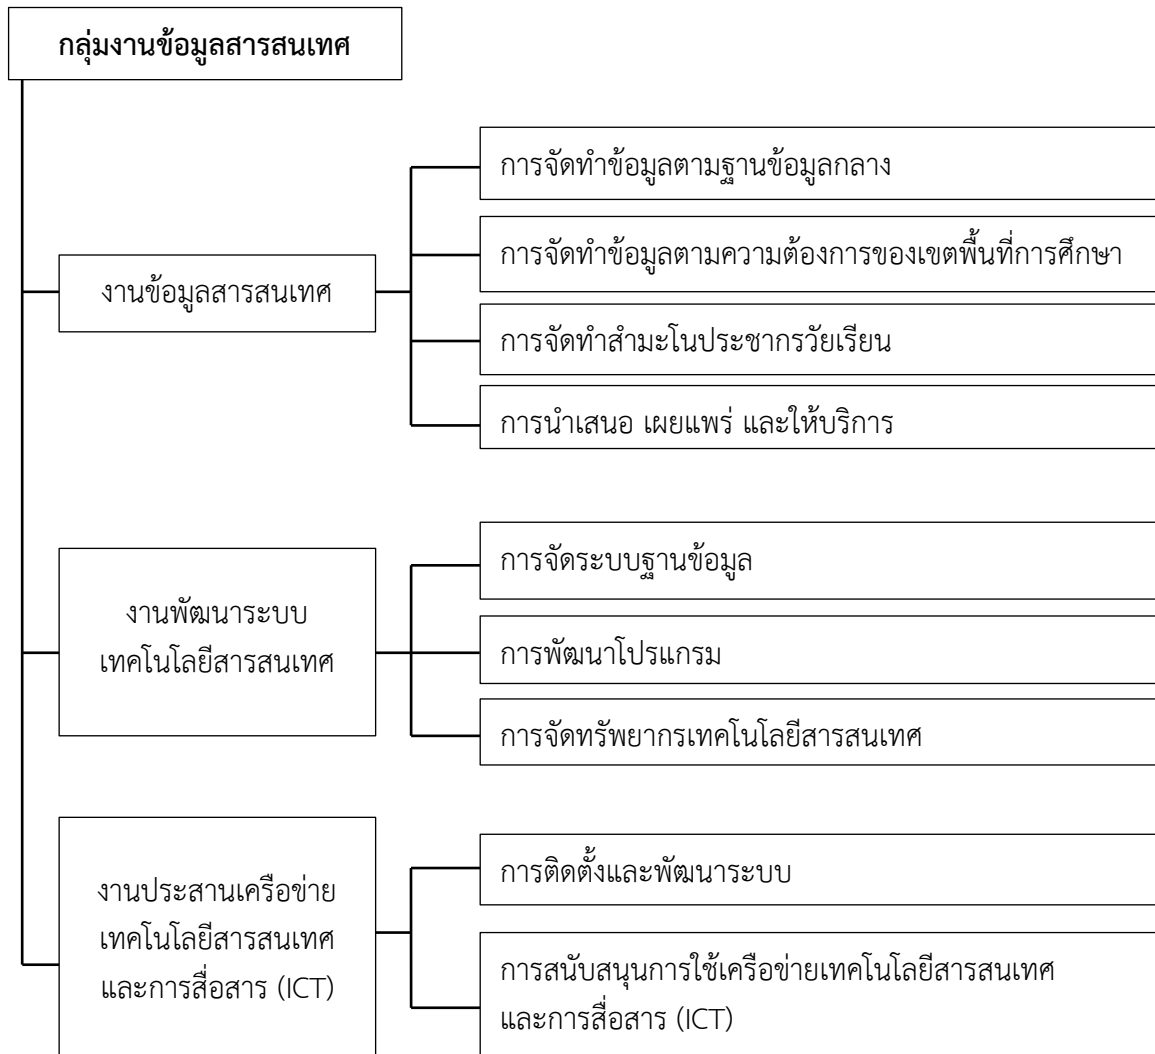 กลุ่มงานข้อมูลสารสนเทศ
งานข้อมูลสารสนเทศ
การจัดทำข้อมูลตามฐานข้อมูลกลาง
การจัดทำข้อมูลตามความต้องการของเขตพื้นที่การศึกษา
การจัดทำสำมะโนประชากรวัยเรียน
การนำเสนอ เผยแพร่ และให้บริการ
งานพัฒนาระบบ
เทคโนโลยีสารสนเทศ
การจัดระบบฐานข้อมูล
การพัฒนาโปรแกรม
การจัดทรัพยากรเทคโนโลยีสารสนเทศ
งานประสานเครือข่าย
เทคโนโลยีสารสนเทศ
และการสื่อสาร (ICT)
การติดตั้งและพัฒนาระบบ
การสนับสนุนการใช้เครือข่ายเทคโนโลยีสารสนเทศ
และการสื่อสาร (ICT)